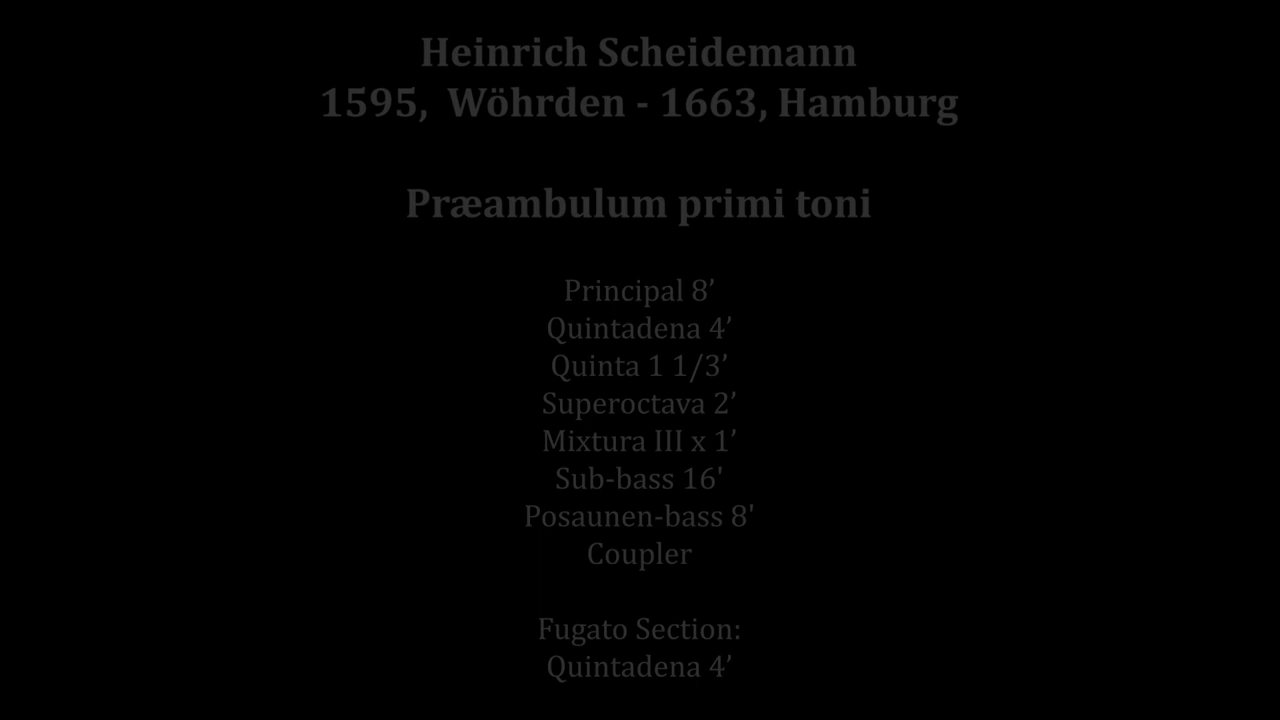 Heinrich Scheidemann
1595,  Wöhrden - 1663, Hamburg
Præambulum primi toni
Principal 8’
Quintadena 4’
Quinta 1 1/3’
Superoctava 2’
Mixtura III x 1’
Sub-bass 16'
Posaunen-bass 8'
Coupler
Fugato Section:
Quintadena 4’